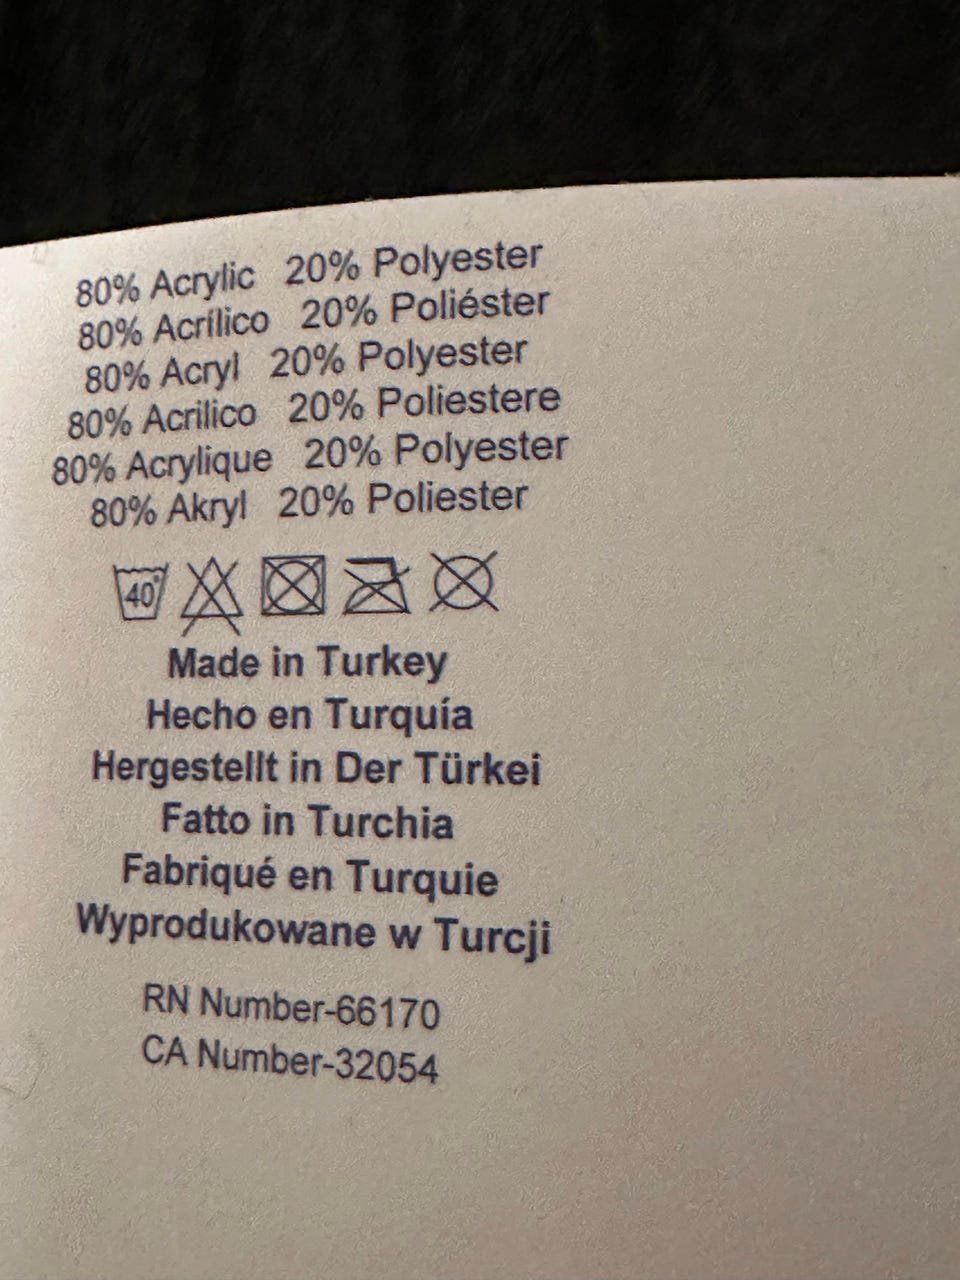 80% Acrylic 20% Polyester
80% Acrílico 20% Poliéster
80% Acryl 20% Polyester
80% Acrilico 20% Poliestere
80% Acrylique 20% Polyester
80% Akryl 20% Poliester
40°
Made in Turkey
Hecho en Turquía
Hergestellt in Der Türkei
Fatto in Turchia
Fabriqué en Turquie
Wyprodukowane w Turcji
RN Number-66170
CA Number-32054